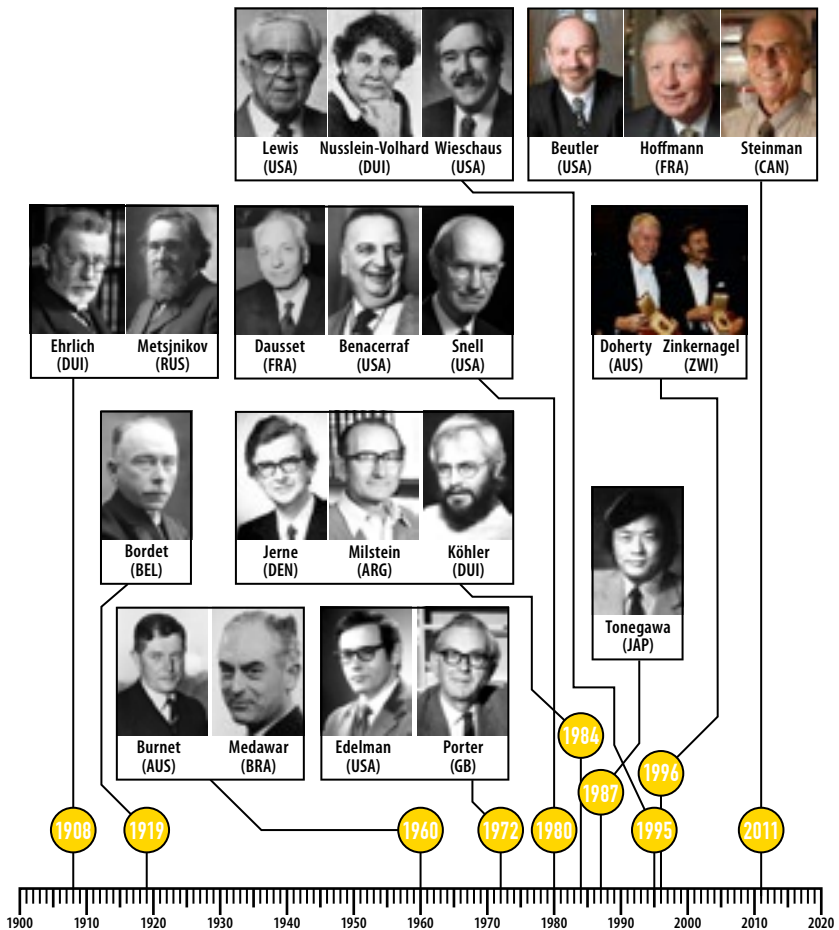 Lewis Nusslein-Volhard Wieschaus
(USA) (DUI) (USA)
Beutler Hoffmann Steinman
(USA) (FRA) (CAN)
Ehrlich Metsjnikov
(DUI) (RUS)
Dausset Benacerraf Snell
(FRA) (USA) (USA)
Doherty Zinkernagel
(AUS) (ZWI)
Bordet
(BEL)
Jerne Milstein Köhler
(DEN) (ARG) (DUI)
Tonegawa
(JAP)
Burnet Medawar
(AUS) (BRA)
Edelman Porter
(USA) (GB)
1984
1996
1987
1908 1919 1960 1972 1980 1995 2011
1900 1910 1920 1930 1940 1950 1960 1970 1980 1990 2000 2010 2020